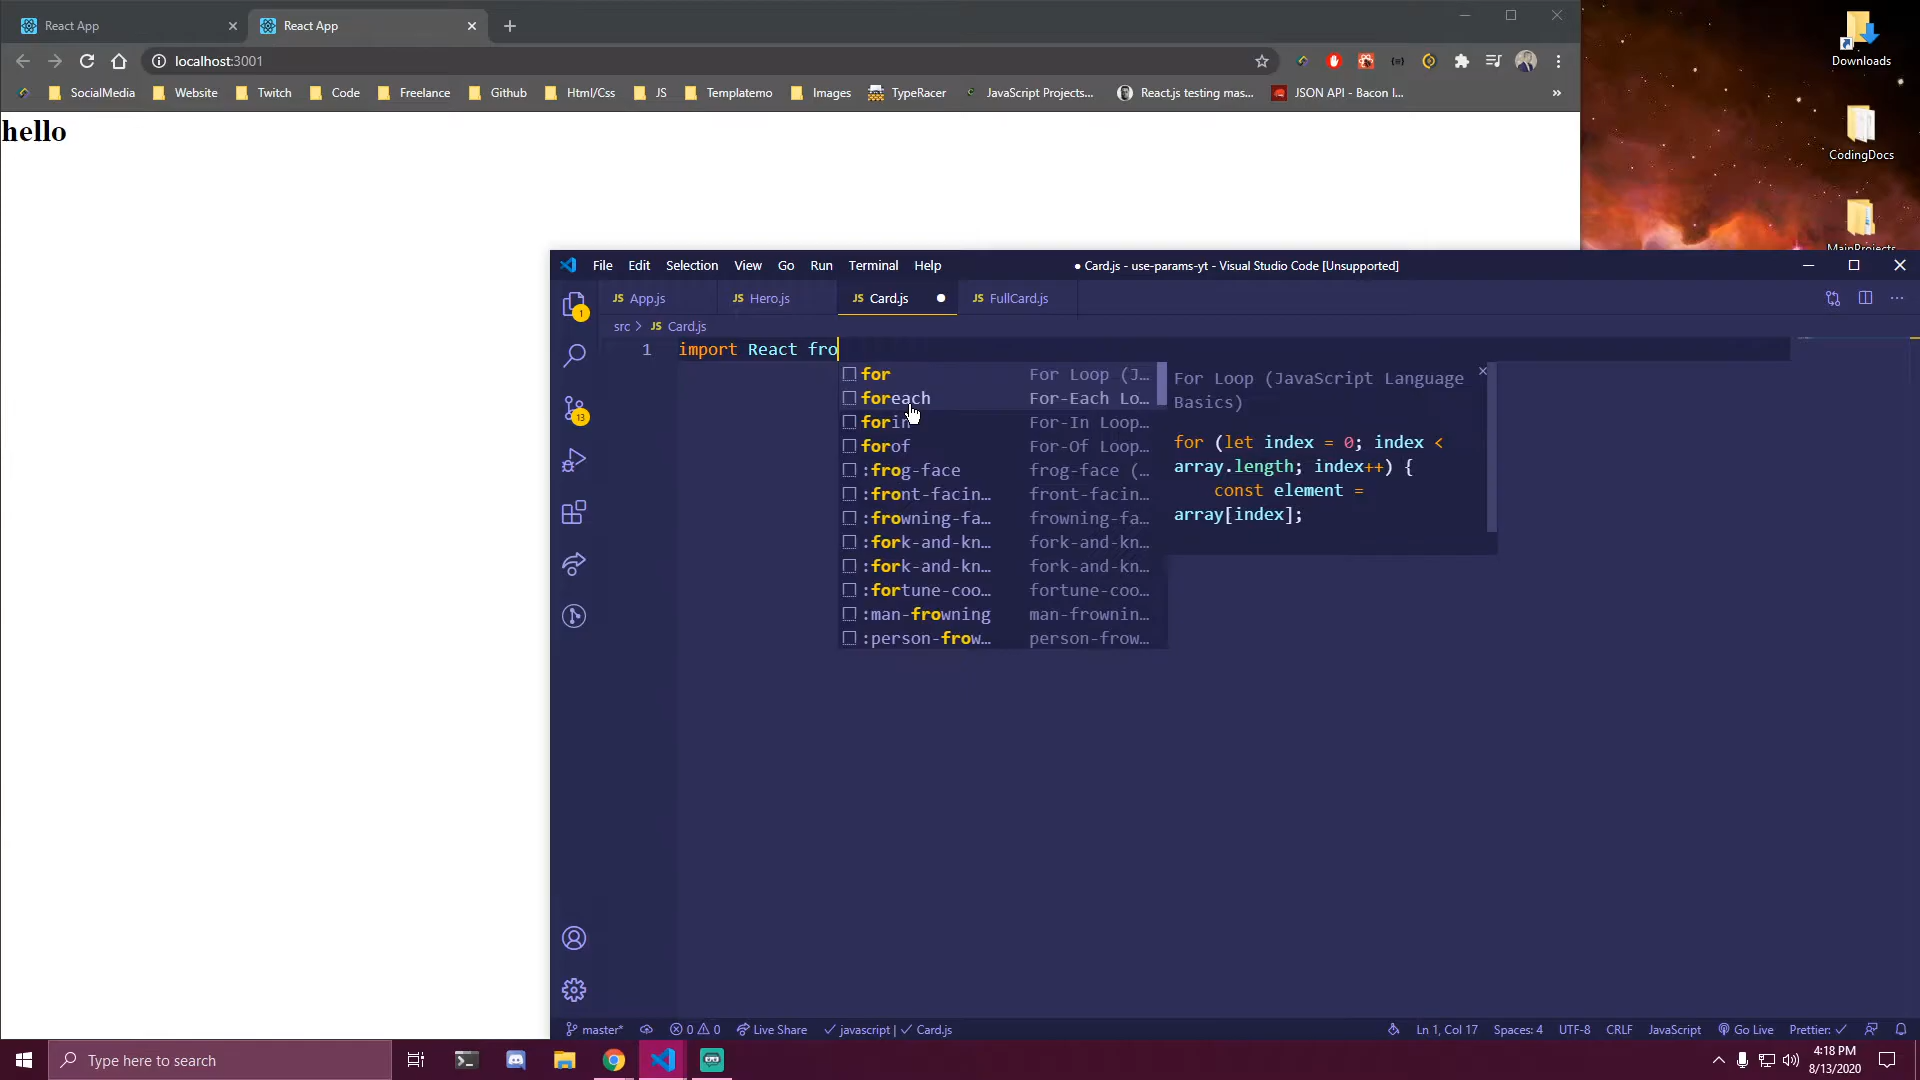 React App
React App
localhost:3001
SocialMedia Website Twitch Code Freelance Github Html/Css JS Templatemo Images TypeRacer JavaScript Projects... React.js testing mas... JSON API - Bacon I... »
hello
Downloads
CodingDocs
MainProjects
File Edit Selection View Go Run Terminal Help
● Card.js - use-params-yt - Visual Studio Code [Unsupported]
JS App.js JS Hero.js JS Card.js ● JS FullCard.js
src > JS Card.js
1 import React fro
for For Loop (J...
foreach For-Each Lo...
forin For-In Loop...
forof For-Of Loop...
:frog-face frog-face (...
:front-facin... front-facin...
:frowning-fa... frowning-fa...
:fork-and-kn... fork-and-kn...
:fork-and-kn... fork-and-kn...
:fortune-coo... fortune-coo...
:man-frowning man-frownin...
:person-frow... person-frow...
For Loop (JavaScript Language
Basics)
for (let index = 0; index <
array.length; index++) {
const element =
array[index];
1
13
master* 0 0 Live Share javascript | Card.js
Ln 1, Col 17 Spaces: 4 UTF-8 CRLF JavaScript Go Live Prettier:
Type here to search
4:18 PM
8/13/2020